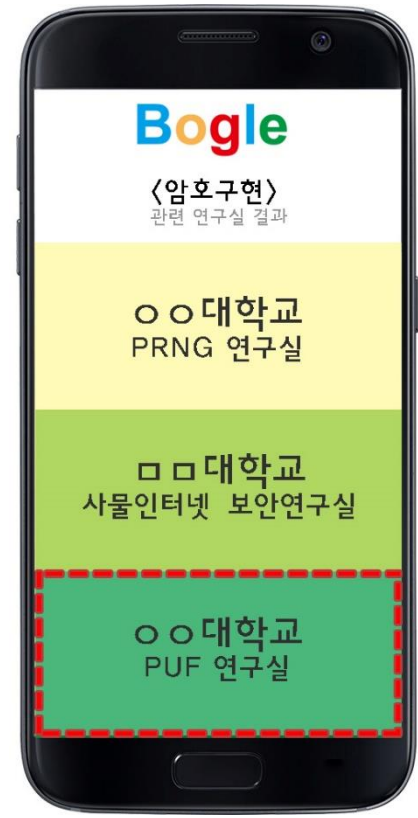 Bogle
〈암호구현〉
관련 연구실 결과
ㅇㅇ대학교
PRNG 연구실
ㅁㅁ대학교
사물인터넷 보안연구실
ㅇㅇ대학교
PUF 연구실